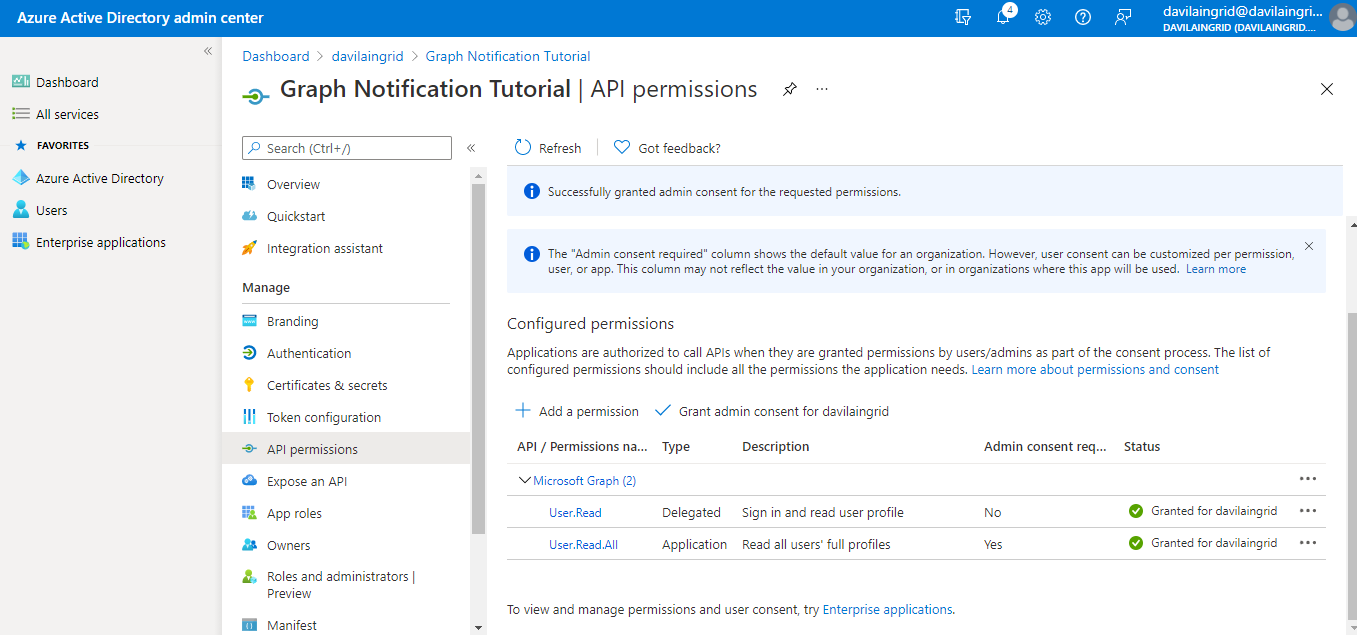 Azure Active Directory admin center
4
davilaingrid@davilaingri...
DAVILAINGRID (DAVILAINGRID....
Dashboard
All services
FAVORITES
Azure Active Directory
Users
Enterprise applications
Dashboard > davilaingrid > Graph Notification Tutorial
Graph Notification Tutorial | API permissions
Search (Ctrl+/)
Overview
Quickstart
Integration assistant
Manage
Branding
Authentication
Certificates & secrets
Token configuration
API permissions
Expose an API
App roles
Owners
Roles and administrators |
Preview
Manifest
Refresh
Got feedback?
Successfully granted admin consent for the requested permissions.
The "Admin consent required" column shows the default value for an organization. However, user consent can be customized per permission,
user, or app. This column may not reflect the value in your organization, or in organizations where this app will be used. Learn more
Configured permissions
Applications are authorized to call APIs when they are granted permissions by users/admins as part of the consent process. The list of
configured permissions should include all the permissions the application needs. Learn more about permissions and consent
Add a permission
Grant admin consent for davilaingrid
API / Permissions na... Type Description Admin consent req... Status
Microsoft Graph (2)
User.Read Delegated Sign in and read user profile No Granted for davilaingrid
User.Read.All Application Read all users' full profiles Yes Granted for davilaingrid
To view and manage permissions and user consent, try Enterprise applications.